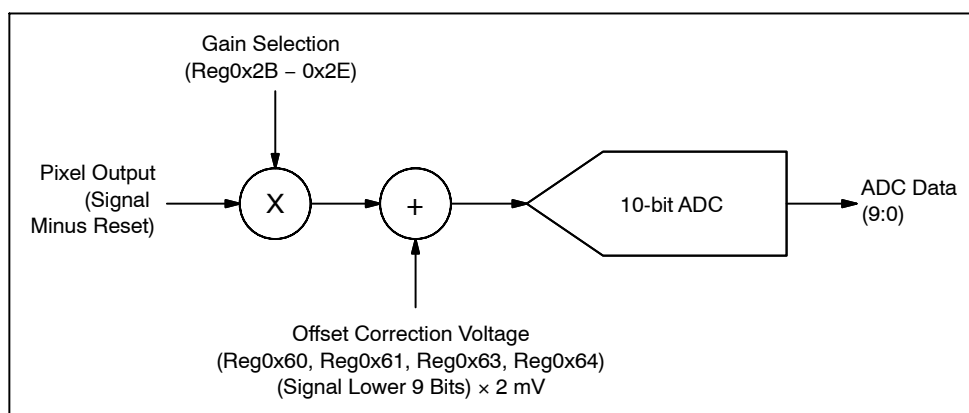 Gain Selection
(Reg0x2B – 0x2E)
Pixel Output
(Signal
Minus Reset)
X
+
10-bit ADC
ADC Data
(9:0)
Offset Correction Voltage
(Reg0x60, Reg0x61, Reg0x63, Reg0x64)
(Signal Lower 9 Bits) × 2 mV